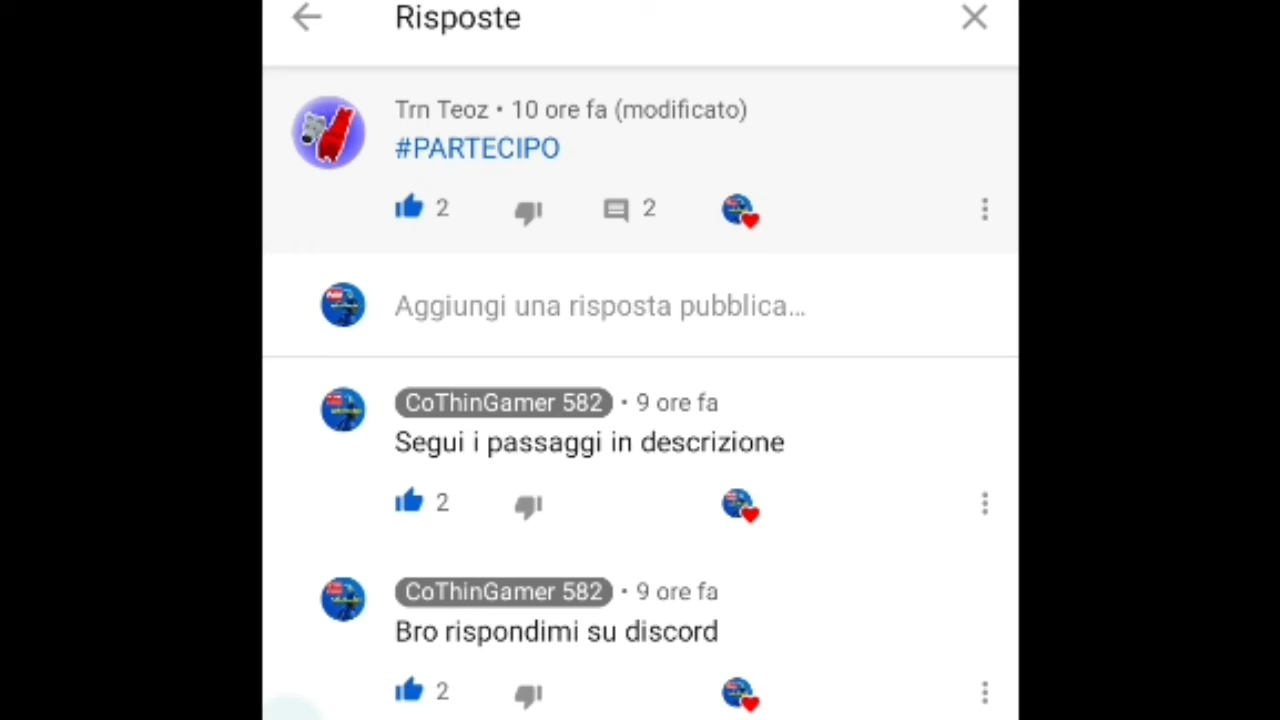 Risposte
Trn Teoz • 10 ore fa (modificato)
#PARTECIPO
2
2
Aggiungi una risposta pubblica...
CoThinGamer 582 • 9 ore fa
Segui i passaggi in descrizione
2
CoThinGamer 582 • 9 ore fa
Bro rispondimi su discord
2